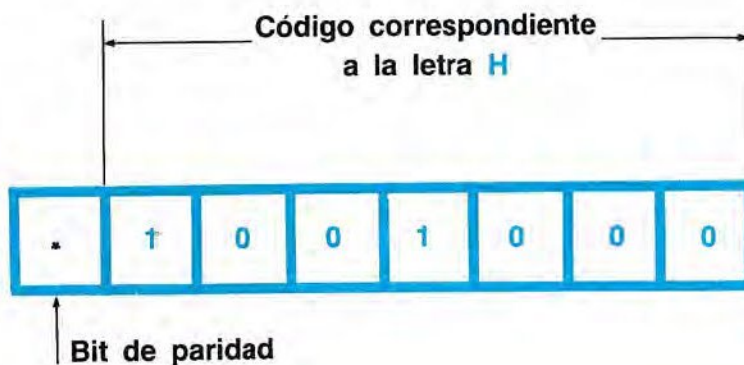 Código correspondiente
a la letra H
* 1 0 0 1 0 0 0
Bit de paridad